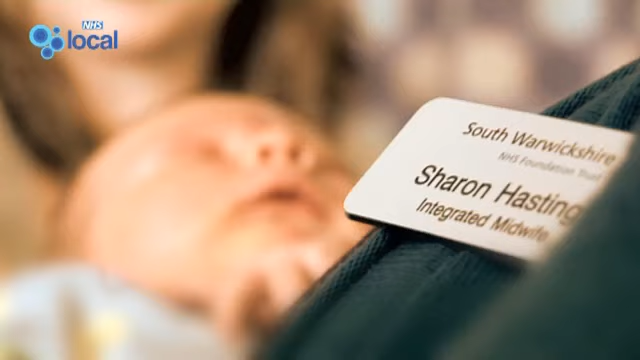 NHS
local
South Warwickshire
NHS Foundation Trust
Sharon Hasting
Integrated Midwife